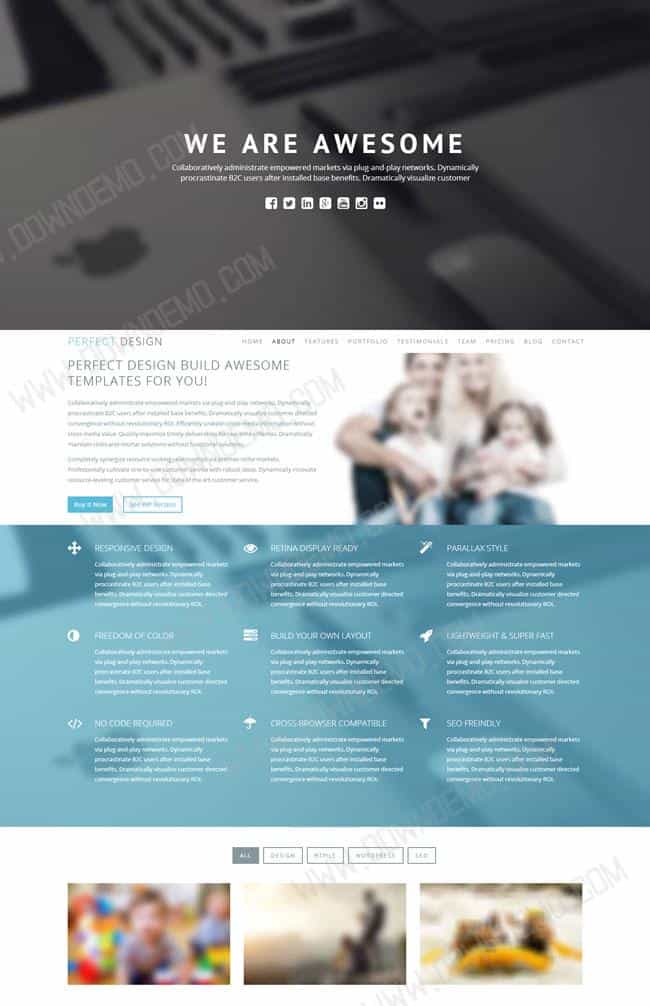 WE ARE AWESOME
Collaboratively administrate empowered markets via plug-and-play networks. Dynamically
procrastinate B2C users after installed base benefits. Dramatically visualize customer
PERFECT DESIGN
HOME ABOUT FEATURES PORTFOLIO TESTIMONIALS TEAM PRICING BLOG CONTACT
PERFECT DESIGN BUILD AWESOME
TEMPLATES FOR YOU!
Collaboratively administrate empowered markets via plug-and-play networks. Dynamically
procrastinate B2C users after installed base benefits. Dramatically visualize customer directed
convergence without revolutionary ROI. Efficiently unleash cross-media information without
cross-media value. Quickly maximize timely deliverables for real-time schemas. Dramatically
maintain clicks-and-mortar solutions without functional solutions.
Completely synergize resource sucking relationships via premier niche markets.
Professionally cultivate one-to-one customer service with robust ideas. Dynamically innovate
resource-leveling customer service for state of the art customer service.
Buy It Now
See WP Version
RESPONSIVE DESIGN
Collaboratively administrate empowered markets
via plug-and-play networks. Dynamically
procrastinate B2C users after installed base
benefits. Dramatically visualize customer directed
convergence without revolutionary ROI.
RETINA DISPLAY READY
Collaboratively administrate empowered markets
via plug-and-play networks. Dynamically
procrastinate B2C users after installed base
benefits. Dramatically visualize customer directed
convergence without revolutionary ROI.
PARALLAX STYLE
Collaboratively administrate empowered markets
via plug-and-play networks. Dynamically
procrastinate B2C users after installed base
benefits. Dramatically visualize customer directed
convergence without revolutionary ROI.
FREEDOM OF COLOR
Collaboratively administrate empowered markets
via plug-and-play networks. Dynamically
procrastinate B2C users after installed base
benefits. Dramatically visualize customer directed
convergence without revolutionary ROI.
BUILD YOUR OWN LAYOUT
Collaboratively administrate empowered markets
via plug-and-play networks. Dynamically
procrastinate B2C users after installed base
benefits. Dramatically visualize customer directed
convergence without revolutionary ROI.
LIGHTWEIGHT & SUPER FAST
Collaboratively administrate empowered markets
via plug-and-play networks. Dynamically
procrastinate B2C users after installed base
benefits. Dramatically visualize customer directed
convergence without revolutionary ROI.
NO CODE REQUIRED
Collaboratively administrate empowered markets
via plug-and-play networks. Dynamically
procrastinate B2C users after installed base
benefits. Dramatically visualize customer directed
convergence without revolutionary ROI.
CROSS BROWSER COMPATIBLE
Collaboratively administrate empowered markets
via plug-and-play networks. Dynamically
procrastinate B2C users after installed base
benefits. Dramatically visualize customer directed
convergence without revolutionary ROI.
SEO FREINDLY
Collaboratively administrate empowered markets
via plug-and-play networks. Dynamically
procrastinate B2C users after installed base
benefits. Dramatically visualize customer directed
convergence without revolutionary ROI.
ALL DESIGN HTML5 WORDPRESS SEO
WWW.DOWNDEMO.COM